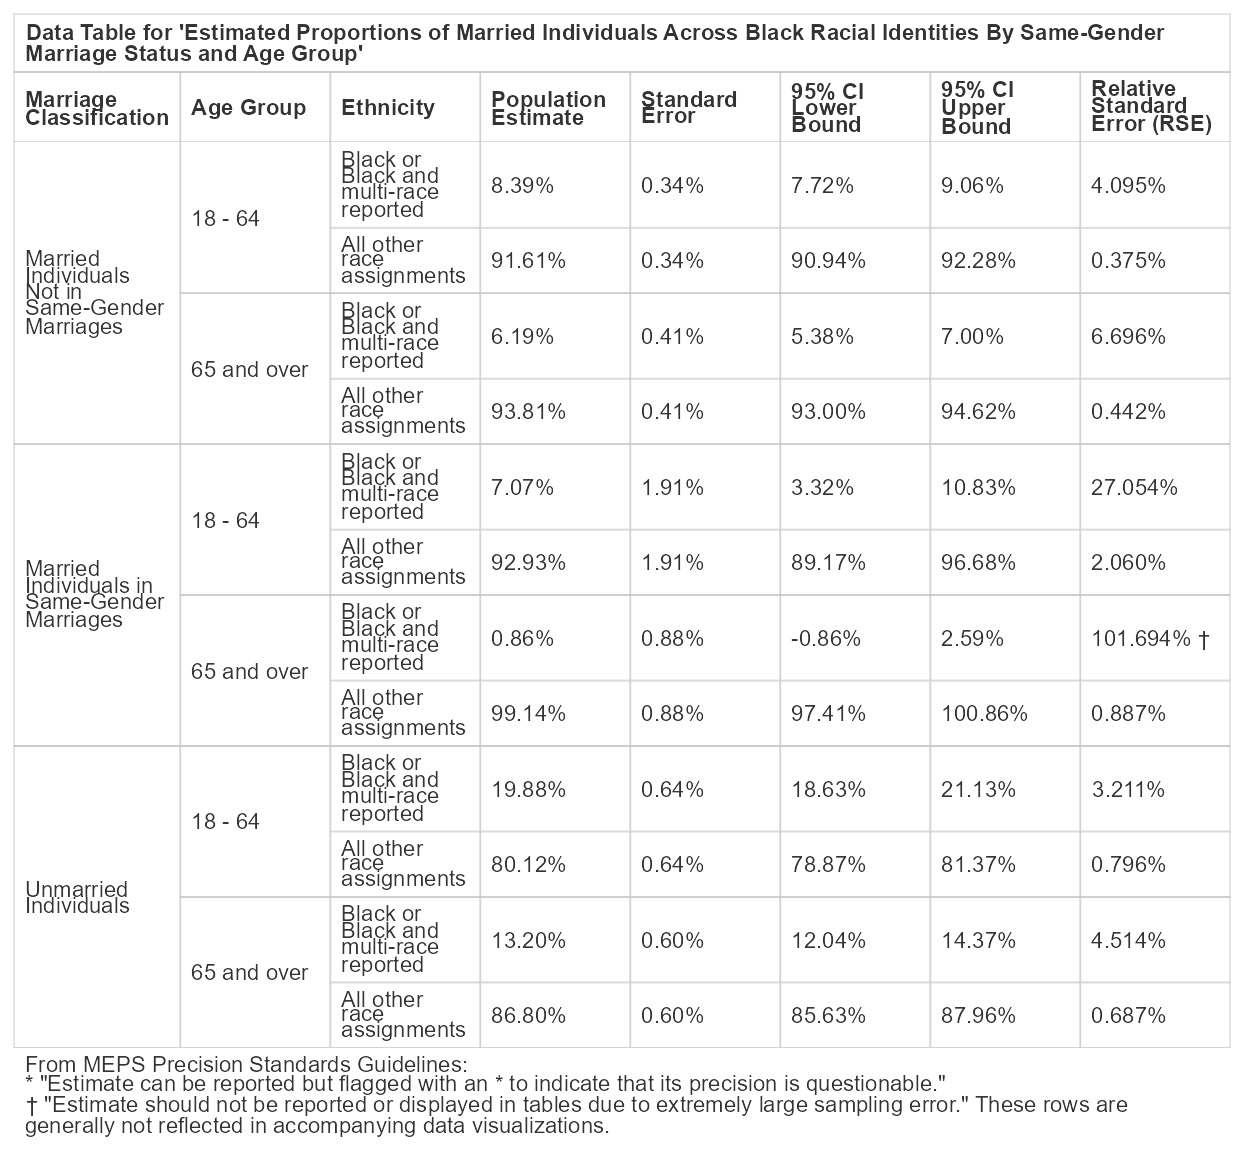 Data Table for 'Estimated Proportions of Married Individuals Across Black Racial Identities By Same-Gender
Marriage Status and Age Group'
Marriage
Classification
Age Group
Ethnicity
Population
Estimate
Standard
Error
95% CI
Lower
Bound
95% CI
Upper
Bound
Relative
Standard
Error (RSE)
Married
Individuals
Not in
Same-Gender
Marriages
18 - 64
Black or
Black and
multi-race
reported
8.39%
0.34%
7.72%
9.06%
4.095%
All other
race
assignments
91.61%
0.34%
90.94%
92.28%
0.375%
65 and over
Black or
Black and
multi-race
reported
6.19%
0.41%
5.38%
7.00%
6.696%
All other
race
assignments
93.81%
0.41%
93.00%
94.62%
0.442%
Married
Individuals in
Same-Gender
Marriages
18 - 64
Black or
Black and
multi-race
reported
7.07%
1.91%
3.32%
10.83%
27.054%
All other
race
assignments
92.93%
1.91%
89.17%
96.68%
2.060%
65 and over
Black or
Black and
multi-race
reported
0.86%
0.88%
-0.86%
2.59%
101.694% †
All other
race
assignments
99.14%
0.88%
97.41%
100.86%
0.887%
Unmarried
Individuals
18 - 64
Black or
Black and
multi-race
reported
19.88%
0.64%
18.63%
21.13%
3.211%
All other
race
assignments
80.12%
0.64%
78.87%
81.37%
0.796%
65 and over
Black or
Black and
multi-race
reported
13.20%
0.60%
12.04%
14.37%
4.514%
All other
race
assignments
86.80%
0.60%
85.63%
87.96%
0.687%
From MEPS Precision Standards Guidelines:
* "Estimate can be reported but flagged with an * to indicate that its precision is questionable."
† "Estimate should not be reported or displayed in tables due to extremely large sampling error." These rows are
generally not reflected in accompanying data visualizations.